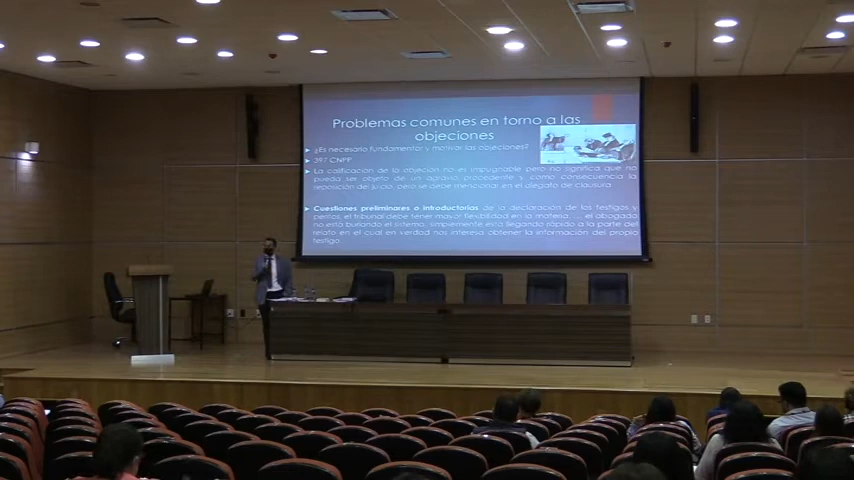 Problemas comunes en torno a las
objeciones
¿Es necesario fundamentar y motivar las objeciones?
397 CNPP
La calificación de la objeción no es impugnable pero no significa que no
pueda ser objeto de un agravio procedente y como consecuencia la
reposición del juicio, pero se debe mencionar en el alegato de clausura.
Cuestiones preliminares o introductorias de la declaración de los testigos y
peritos, el tribunal debe tener mayor flexibilidad en la materia..... el abogado
no está burlando el sistema, simplemente está llegando rápido a la parte del
relato en el cual en verdad nos interesa obtener la información del propio
testigo.